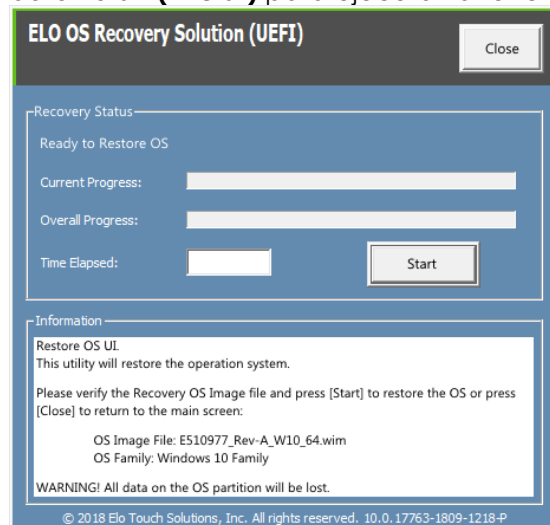 ELO OS Recovery Solution (UEFI)
Close
Recovery Status
Ready to Restore OS
Current Progress:
Overall Progress:
Time Elapsed:
Start
Information
Restore OS UI.
This utility will restore the operation system.
Please verify the Recovery OS Image file and press [Start] to restore the OS or press
[Close] to return to the main screen:
OS Image File: E510977_Rev-A_W10_64.wim
OS Family: Windows 10 Family
WARNING! All data on the OS partition will be lost.
© 2018 Elo Touch Solutions, Inc. All rights reserved. 10.0.17763-1809-1218-P